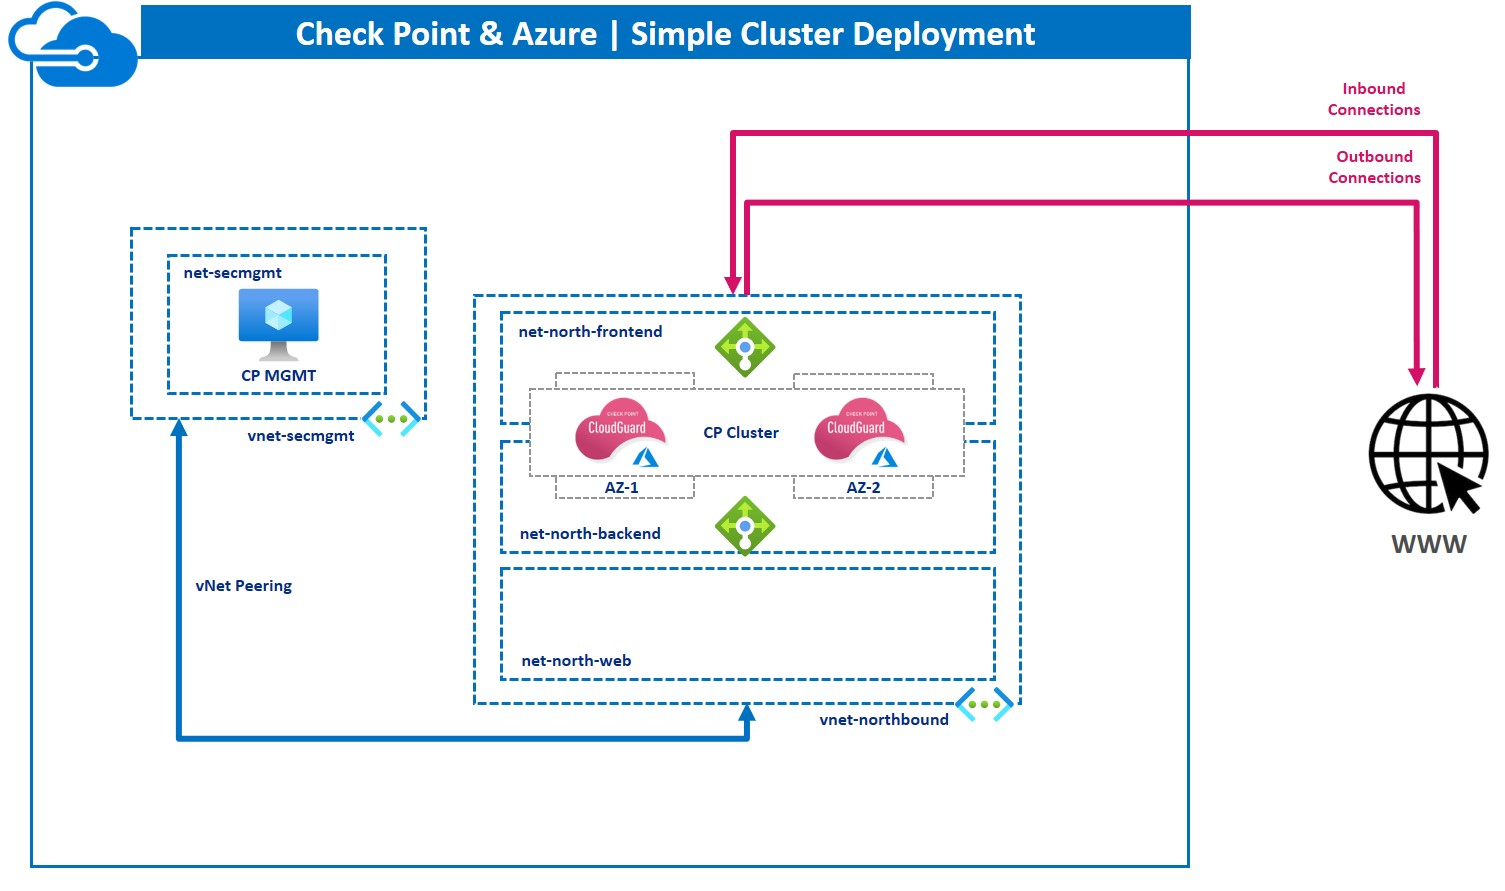 Check Point & Azure | Simple Cluster Deployment
Inbound
Connections
Outbound
Connections
net-secmgmt
CP MGMT
vnet-secmgmt
net-north-frontend
CHECK POINT
CloudGuard
CP Cluster
CHECK POINT
CloudGuard
AZ-1
AZ-2
net-north-backend
WWW
vNet Peering
net-north-web
vnet-northbound